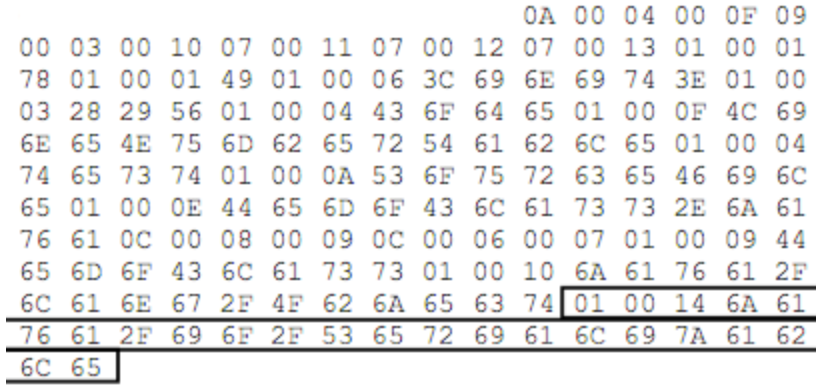 0A 00 04 00 0F 09
00 03 00 10 07 00 11 07 00 12 07 00 13 01 00 01
78 01 00 01 49 01 00 06 3C 69 6E 69 74 3E 01 00
03 28 29 56 01 00 04 43 6F 64 65 01 00 0F 4C 69
6E 65 4E 75 6D 62 65 72 54 61 62 6C 65 01 00 04
74 65 73 74 01 00 0A 53 6F 75 72 63 65 46 69 6C
65 01 00 0E 44 65 6D 6F 43 6C 61 73 73 2E 6A 61
76 61 0C 00 08 00 09 0C 00 06 00 07 01 00 09 44
65 6D 6F 43 6C 61 73 73 01 00 10 6A 61 76 61 2F
6C 61 6E 67 2F 4F 62 6A 65 63 74 01 00 14 6A 61
76 61 2F 69 6F 2F 53 65 72 69 61 6C 69 7A 61 62
6C 65